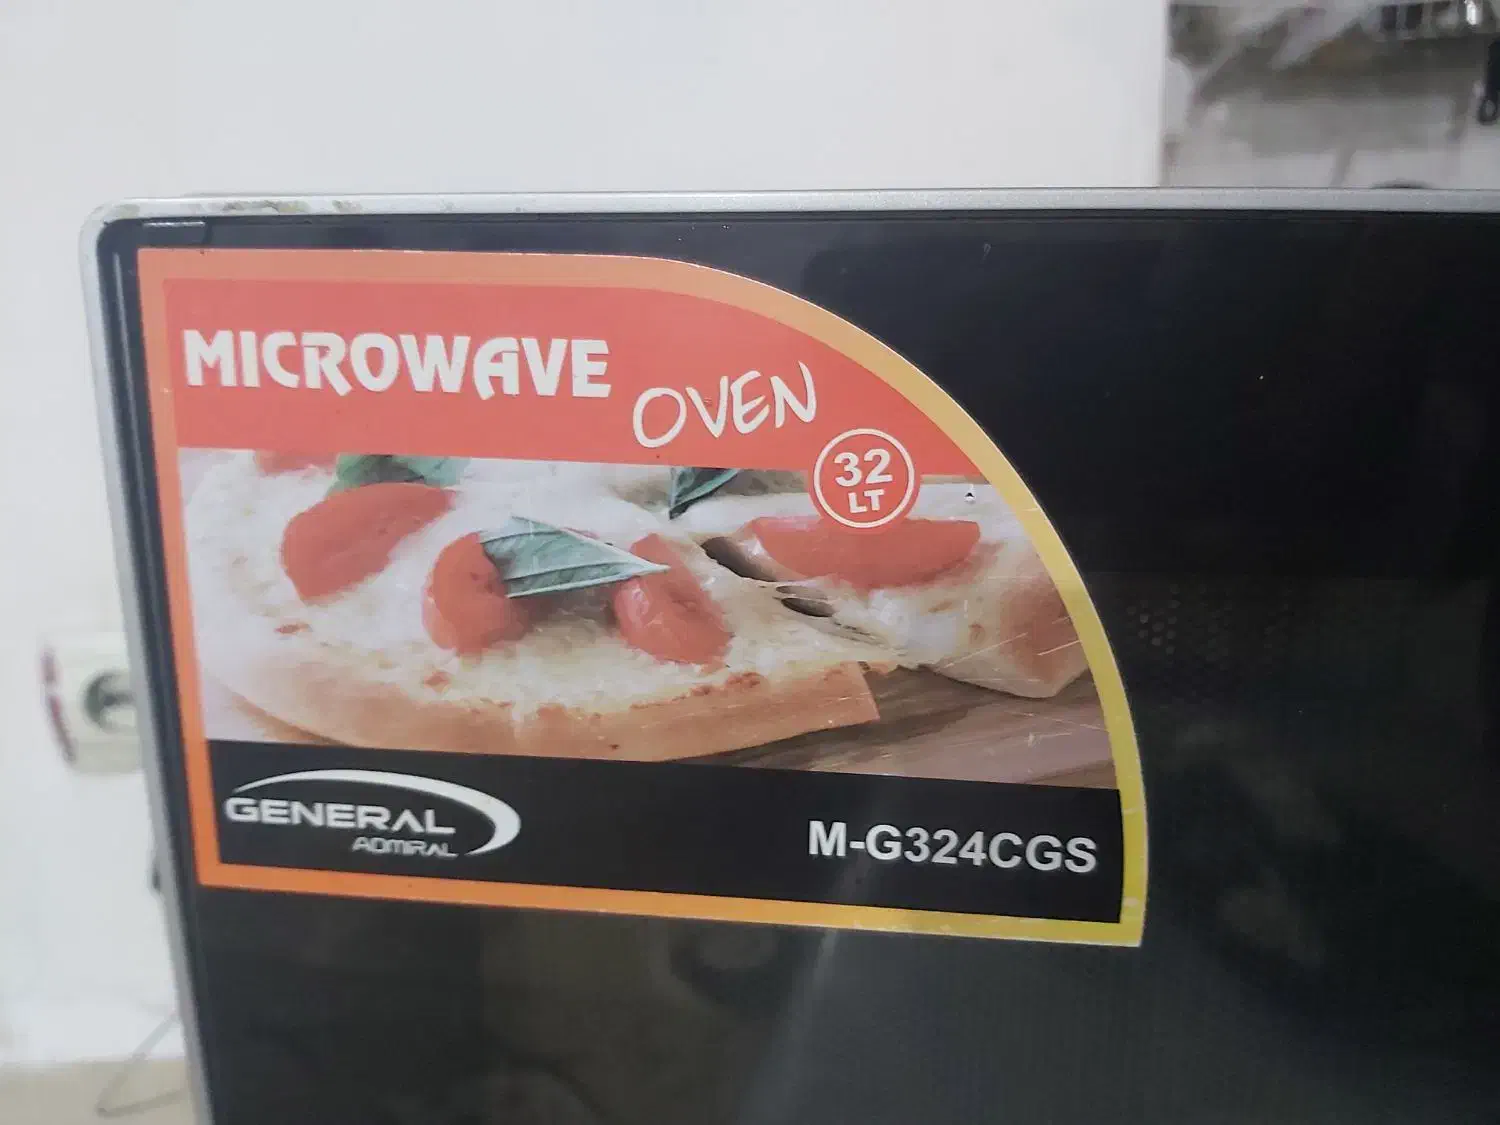 MICROWAVE
OVEN
32
LT
GENERAL
ADMIRAL
M-G324CGS